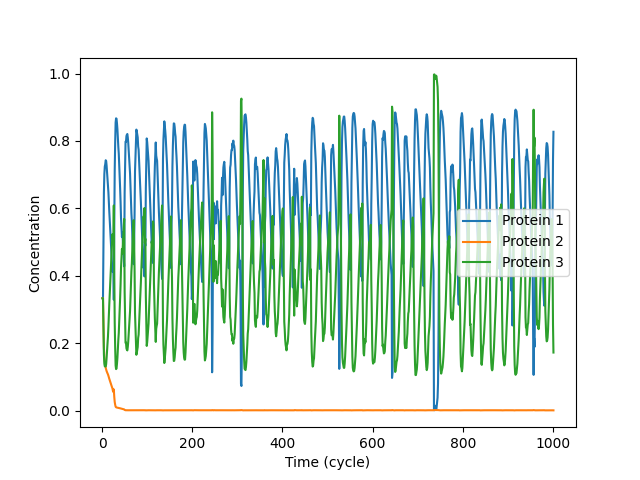 1.0
0.8
0.6
0.4
0.2
0.0
Concentration
Protein 1
Protein 2
Protein 3
0
200
400
600
800
1000
Time (cycle)